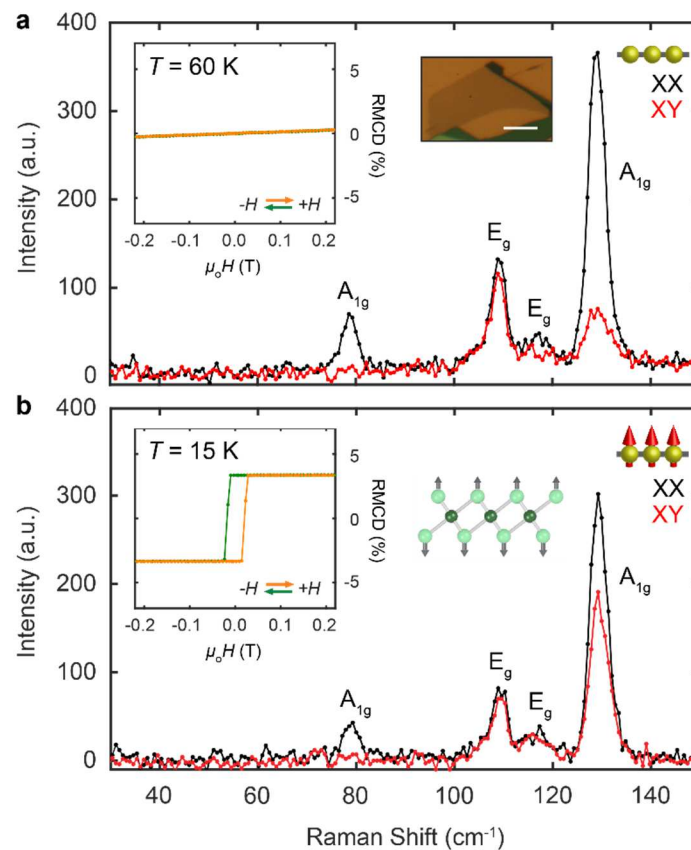 a
400
300
200
100
0
Intensity (a.u.)
T = 60 K
5
0
-5
RMCD (%)
-H +H
-0.2 -0.1 0.0 0.1 0.2
μoH (T)
XX
XY
A1g
Eg
Eg
A1g
b
400
300
200
100
0
Intensity (a.u.)
T = 15 K
5
0
-5
RMCD (%)
-H +H
-0.2 -0.1 0.0 0.1 0.2
μoH (T)
XX
XY
A1g
Eg
Eg
A1g
40 60 80 100 120 140
Raman Shift (cm-1)